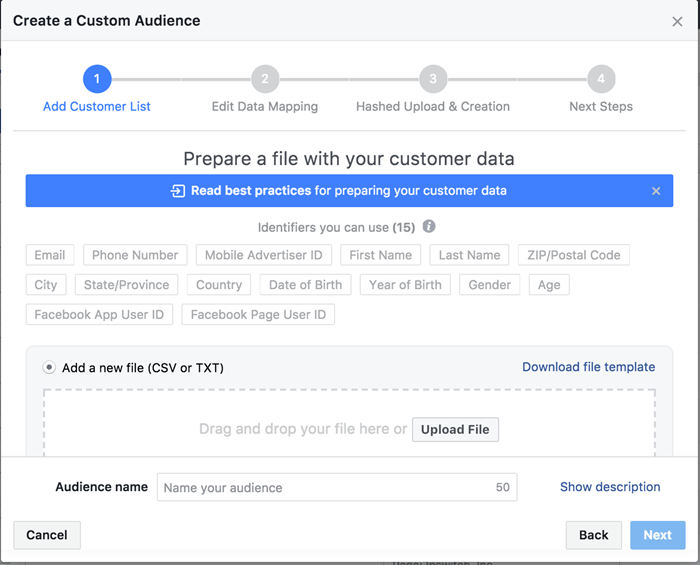 Create a Custom Audience
1 2 3 4
Add Customer List Edit Data Mapping Hashed Upload & Creation Next Steps
Prepare a file with your customer data
Read best practices for preparing your customer data
Identifiers you can use (15)
Email Phone Number Mobile Advertiser ID First Name Last Name ZIP/Postal Code
City State/Province Country Date of Birth Year of Birth Gender Age
Facebook App User ID Facebook Page User ID
Add a new file (CSV or TXT) Download file template
Drag and drop your file here or Upload File
Audience name Name your audience 50 Show description
Cancel Back Next